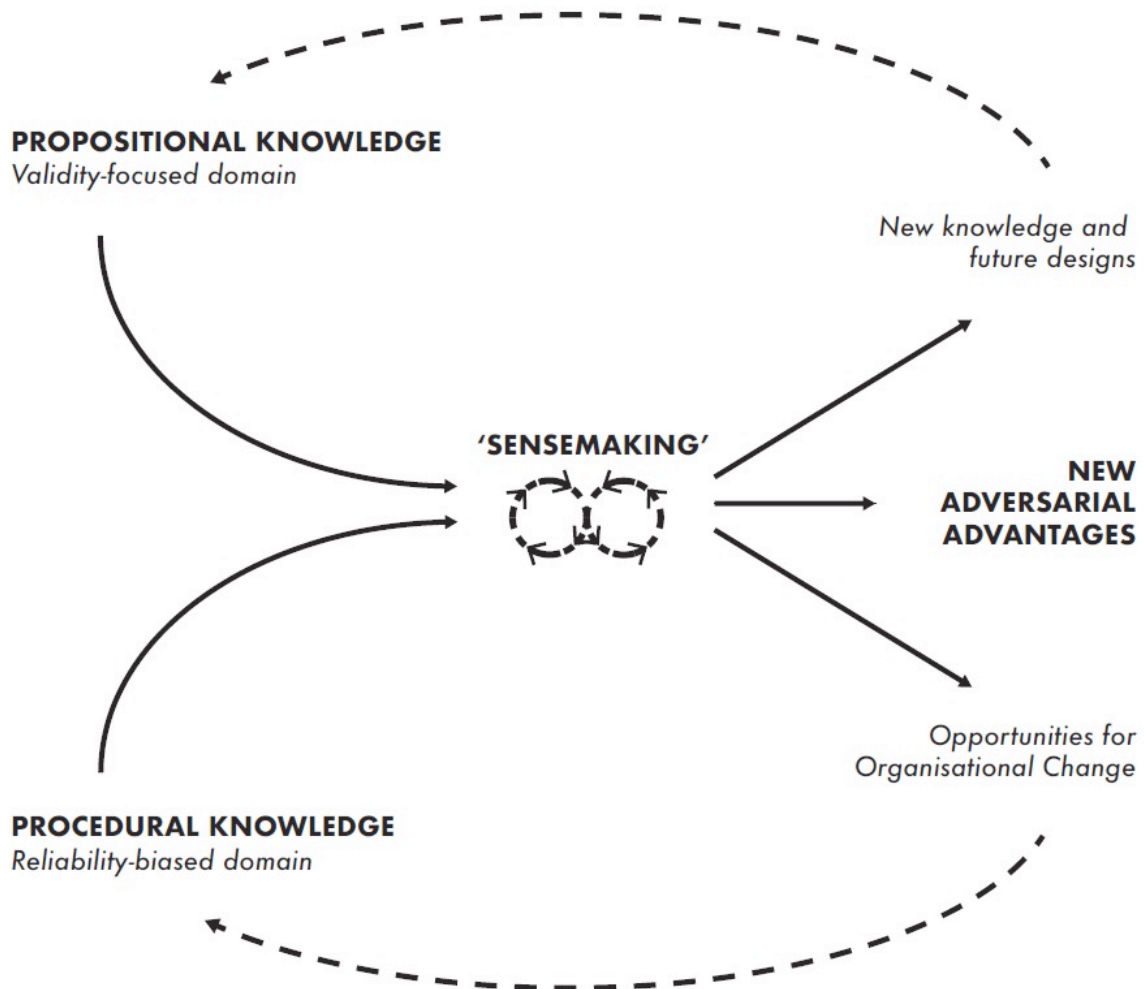 PROPOSITIONAL KNOWLEDGE
Validity-focused domain
New knowledge and
future designs
‘SENSEMAKING’
NEW
ADVERSARIAL
ADVANTAGES
Opportunities for
Organisational Change
PROCEDURAL KNOWLEDGE
Reliability-biased domain